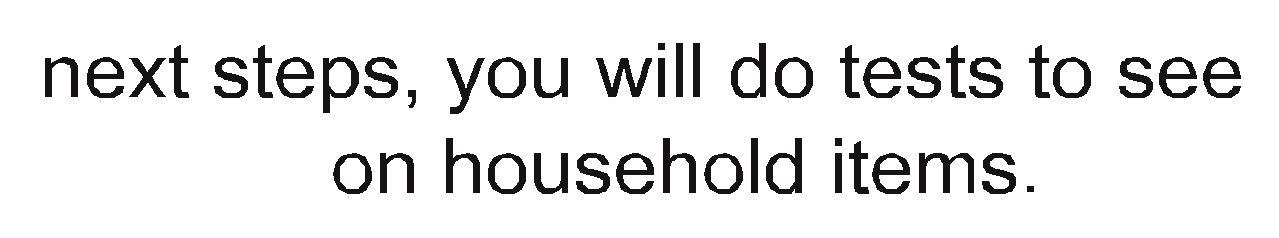 next steps, you will do tests to see
on household items.